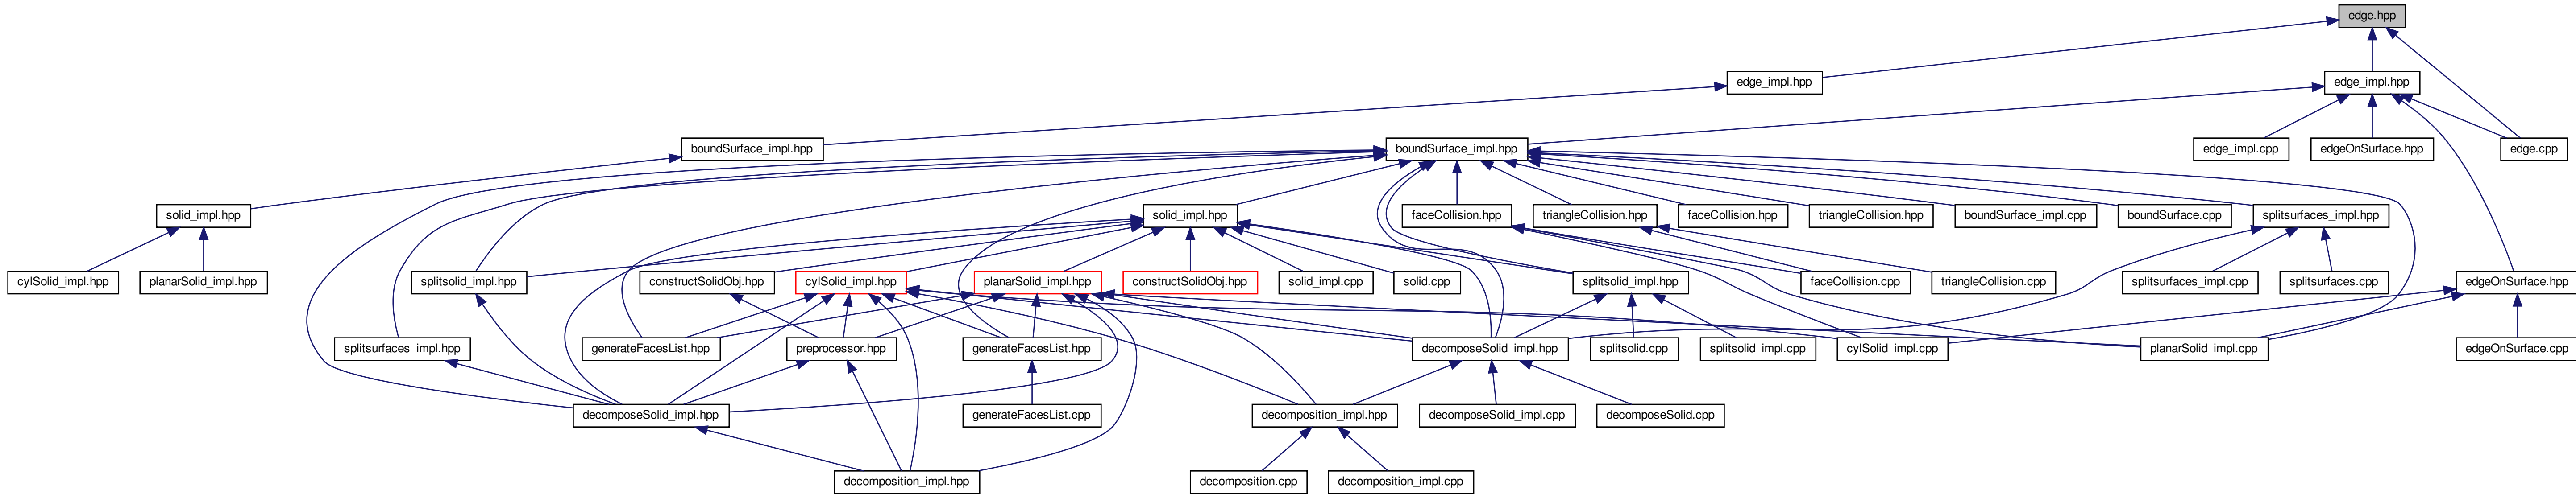 edge.hpp
edge_impl.hpp
edge_impl.hpp
boundSurface_impl.hpp
boundSurface_impl.hpp
edge_impl.cpp
edgeOnSurface.hpp
edge.cpp
solid_impl.hpp
solid_impl.hpp
faceCollision.hpp
triangleCollision.hpp
faceCollision.hpp
triangleCollision.hpp
boundSurface_impl.cpp
boundSurface.cpp
splitsurfaces_impl.hpp
cylSolid_impl.hpp
planarSolid_impl.hpp
splitsolid_impl.hpp
constructSolidObj.hpp
cylSolid_impl.hpp
planarSolid_impl.hpp
constructSolidObj.hpp
solid_impl.cpp
solid.cpp
splitsolid_impl.hpp
faceCollision.cpp
triangleCollision.cpp
splitsurfaces_impl.cpp
splitsurfaces.cpp
edgeOnSurface.hpp
splitsurfaces_impl.hpp
generateFacesList.hpp
preprocessor.hpp
generateFacesList.hpp
decomposeSolid_impl.hpp
splitsolid.cpp
splitsolid_impl.cpp
cylSolid_impl.cpp
planarSolid_impl.cpp
edgeOnSurface.cpp
decomposeSolid_impl.hpp
generateFacesList.cpp
decomposition_impl.hpp
decomposeSolid_impl.cpp
decomposeSolid.cpp
decomposition_impl.hpp
decomposition.cpp
decomposition_impl.cpp